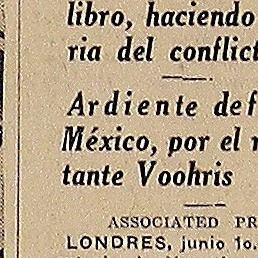 libro, haciendo
ria del conflict
Ardiente def
México, por el
tante Voohris
ASSOCIATED PR
LONDRES, junio 1o.